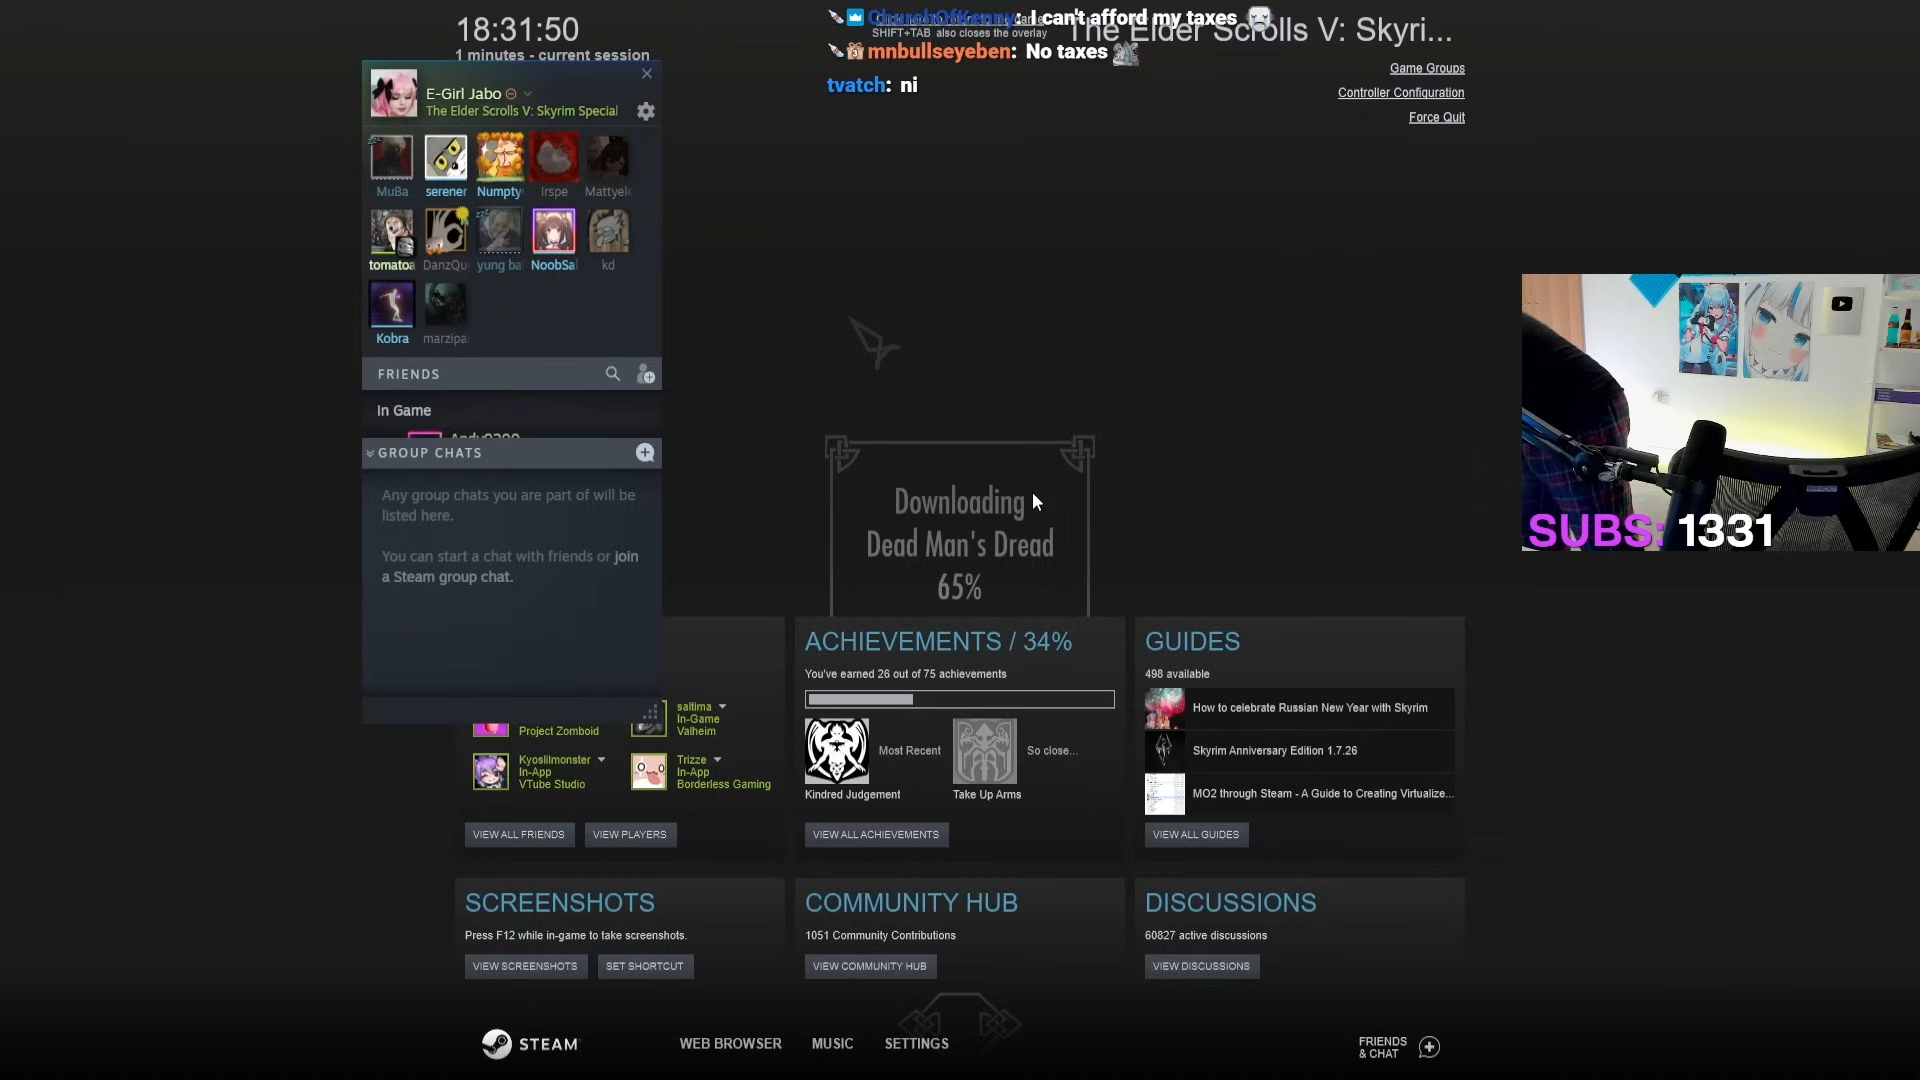 18:31:50
1 minutes - current session
ChurchOfKenny: I can't afford my taxes
SHIFT+TAB also closes the overlay
The Elder Scrolls V: Skyri...
mnbullseyeben: No taxes
tvatch: ni
Game Groups
Controller Configuration
Force Quit
E-Girl Jabo
The Elder Scrolls V: Skyrim Special
MuBa
serener
Numpty
Irspe
Mattyele
tomatoa
DanzQu
yung ba
NoobSa
kd
Kobra
marzipa
FRIENDS
In Game
GROUP CHATS
Any group chats you are part of will be
listed here.
You can start a chat with friends or join
a Steam group chat.
Downloading
Dead Man's Dread
65%
SUBS: 1331
Project Zomboid
saltima
In-Game
Valheim
Kyoslilmonster
In-App
VTube Studio
Trizze
In-App
Borderless Gaming
VIEW ALL FRIENDS
VIEW PLAYERS
ACHIEVEMENTS / 34%
You've earned 26 out of 75 achievements
Most Recent
So close...
Kindred Judgement
Take Up Arms
VIEW ALL ACHIEVEMENTS
GUIDES
498 available
How to celebrate Russian New Year with Skyrim
Skyrim Anniversary Edition 1.7.26
MO2 through Steam - A Guide to Creating Virtualize...
VIEW ALL GUIDES
SCREENSHOTS
Press F12 while in-game to take screenshots.
VIEW SCREENSHOTS
SET SHORTCUT
COMMUNITY HUB
1051 Community Contributions
VIEW COMMUNITY HUB
DISCUSSIONS
60827 active discussions
VIEW DISCUSSIONS
STEAM
WEB BROWSER
MUSIC
SETTINGS
FRIENDS
& CHAT